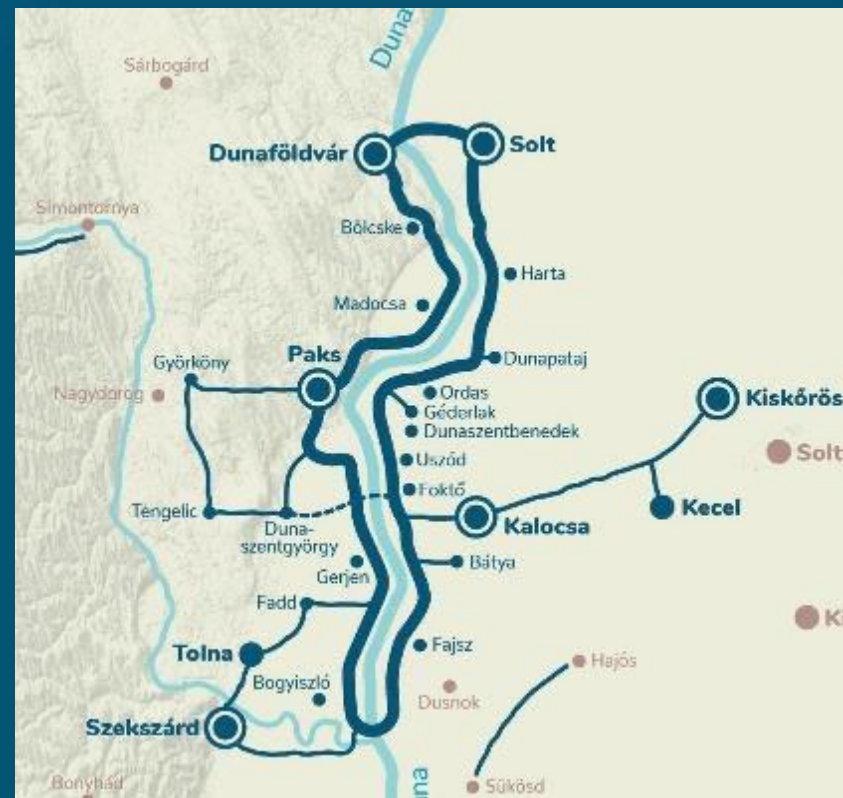 Duna
Sárbogárd
Dunaföldvár
Solt
Simontornya
Bölcske
Harta
Madocsa
Györköny
Paks
Dunapataj
Nagydorog
Ordas
Géderlak
Kiskőrös
Dunaszentbenedek
Uszód
Solt
Foktő
Tengelic
Kecel
Duna-
szentgyörgy
Kalocsa
Gerjen
Bátya
Fadd
Tolna
Fajsz
Bogyiszló
Hajós
Dusnok
Szekszárd
Bonyhád
Sükösd